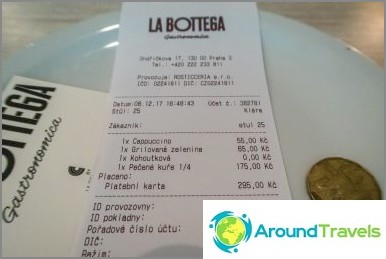 LA BOTTEGA
Gastronomica
Ondříčkova 17, 130 00 Praha 3
Tel.: +420 222 233 811
Provozuje: ROSTICCERIA s.r.o.
IČO: 02241811 DIČ: CZ02241811
Datum:08.12.17 16:48:43 Účet č.: 382781
Stůl: 25 Klára
Zákazník: stul 25
1x Cappuccino 55,00 Kč
1x Grilovaná zelenina 65,00 Kč
1x Kohoutková 0,00 Kč
1x Pečené kuře 1/4 175,00 Kč
Placeno:
Platební karta 295,00 Kč
ID provozovny:
ID pokladny:
Pořadové číslo účtu:
DIČ:
Režim:
BOTTEGA
Gastronomica
AroundTravels